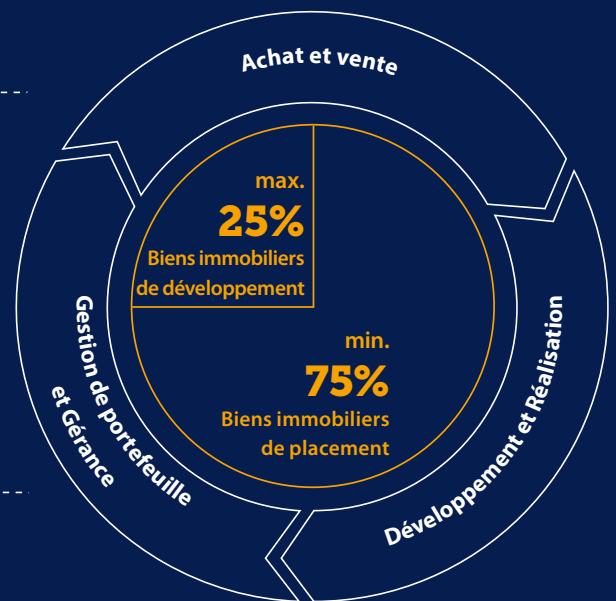 Achat et vente
max.
25%
Biens immobiliers
de développement
min.
75%
Biens immobiliers
de placement
Développement et Réalisation
Gestion de portefeuille
et Gérance